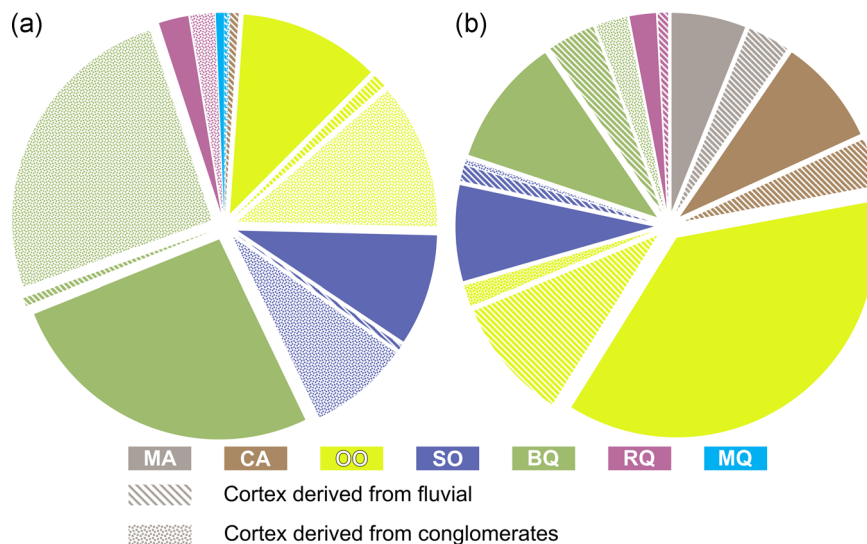 (a) (b)
MA CA OO SO BQ RQ MQ
Cortex derived from fluvial
Cortex derived from conglomerates